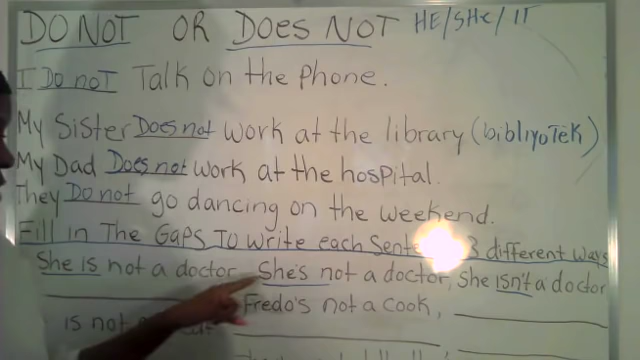 DO NOT OR DOES NOT HE/SHE/IT
I DO noT Talk on the phone.
My Sister Does not work at the library (bibliyoTek)
My Dad Does not work at the hospital.
They DO not go dancing on the weekend.
Fill in The GAPS TO write each 3 different ways
She is not a doctor She's not a doctor, She isn't a doctor
Fredo's not a cook,
is not